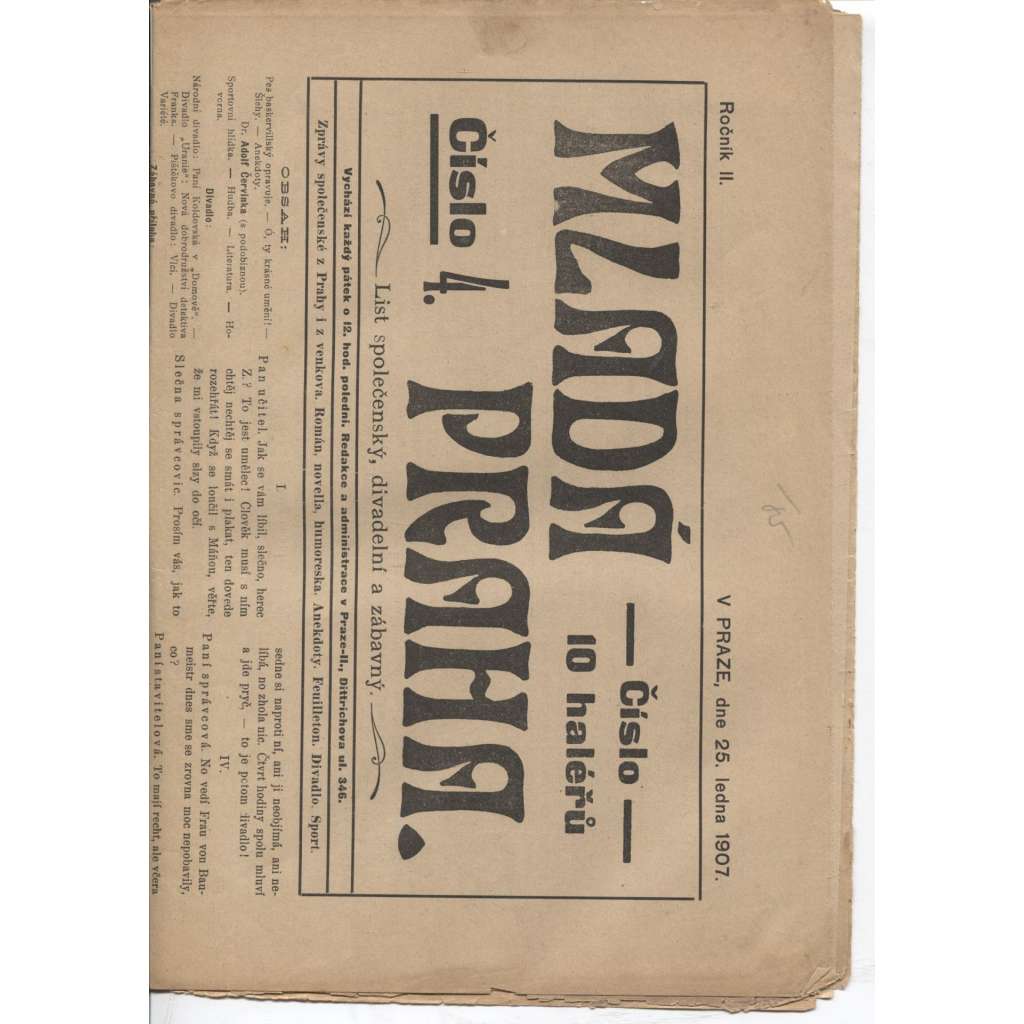 Ročník II.
V PRAZE, dne 25. ledna 1907.
MLADÁ
— Číslo —
10 haléřů
Číslo 4.
PRAHA.
List společenský, divadelní a zábavný.
Vychází každý pátek o 12. hod. polední. Redakce a administrace v Praze-II., Dittrichova ul. 346.
Zprávy společenské z Prahy i z venkova. Román, novella, humoreska. Anekdoty. Feuilleton. Divadlo. Sport.
OBSAH:
Pes baskervillský opravuje. — Ó, ty krásné umění! —
Šlehy. — Anekdoty.
Dr. Adolf Červinka (s podobiznou).
Sportovní hlídka. — Hudba. — Literatura. — Ho-
vorna.
Divadlo:
Národní divadlo: Paní Koldovská v „Domově“. —
Divadlo „Uranie“: Nová dobrodružství detektiva
Franka. — Pištěkovo divadlo: Vlci. — Divadlo
Varieté.
Zábavná příloha:
I.
Pan učitel. Jak se vám líbil, slečno, herec
Z.? To jest umělec! Člověk musí s ním
chtěj nechtěj se smát i plakat, ten dovede
rozehřát! Když se loučil s Máňou, věřte,
že mi vstoupily slzy do očí.
Slečna správcovic. Prosím vás, jak to
sedne si naproti ní, ani ji neobjímá, ani ne-
líbá, no zhola nic. Čtvrt hodiny spolu mluví
a jde pryč, — to je potom divadlo!
IV.
Paní správcová. No vedí Frau von Bau-
meistr dnes sme se zrovna moc nepobavily,
co?
Paní stavitelová. To mají recht, ale včera